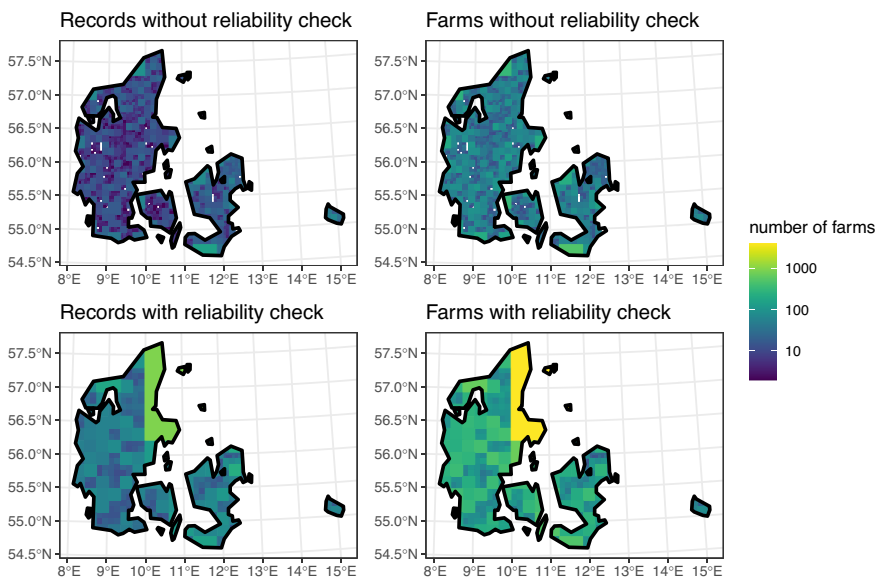 Records without reliability check
Farms without reliability check
57.5°N
57.0°N
56.5°N
56.0°N
55.5°N
55.0°N
54.5°N
8°E 9°E 10°E 11°E 12°E 13°E 14°E 15°E
57.5°N
57.0°N
56.5°N
56.0°N
55.5°N
55.0°N
54.5°N
8°E 9°E 10°E 11°E 12°E 13°E 14°E 15°E
number of farms
1000
100
10
Records with reliability check
Farms with reliability check
57.5°N
57.0°N
56.5°N
56.0°N
55.5°N
55.0°N
54.5°N
8°E 9°E 10°E 11°E 12°E 13°E 14°E 15°E
57.5°N
57.0°N
56.5°N
56.0°N
55.5°N
55.0°N
54.5°N
8°E 9°E 10°E 11°E 12°E 13°E 14°E 15°E